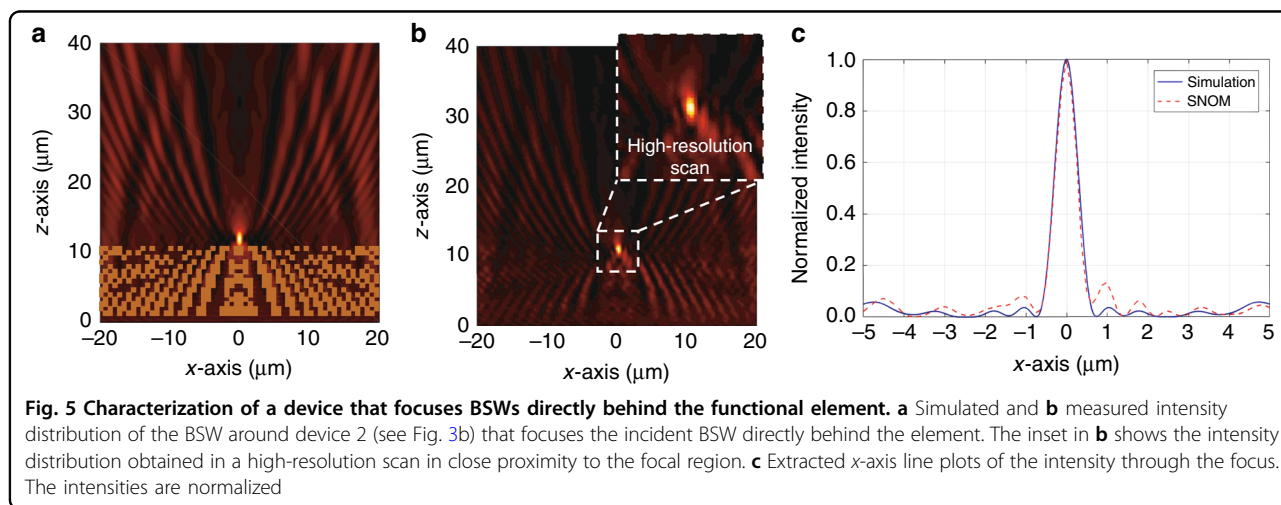 a
b
c
40
30
20
10
0
z-axis (μm)
–20
–10
0
10
20
x-axis (μm)
40
30
20
10
0
z-axis (μm)
High-resolution
scan
–20
–10
0
10
20
x-axis (μm)
1.0
0.8
0.6
0.4
0.2
0.0
Normalized intensity
Simulation
SNOM
–5
–4
–3
–2
–1
0
1
2
3
4
5
x-axis (μm)
Fig. 5 Characterization of a device that focuses BSWs directly behind the functional element. a Simulated and b measured intensity
distribution of the BSW around device 2 (see Fig. 3b) that focuses the incident BSW directly behind the element. The inset in b shows the intensity
distribution obtained in a high-resolution scan in close proximity to the focal region. c Extracted x-axis line plots of the intensity through the focus.
The intensities are normalized